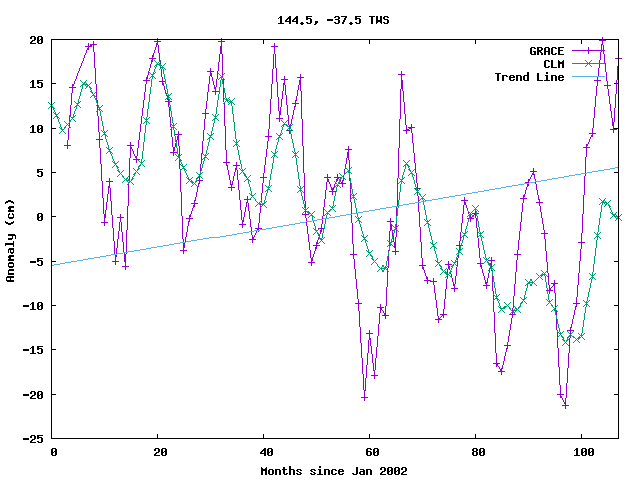 144.5, -37.5 TWS
GRACE
CLM
Trend Line
20
15
10
5
0
-5
-10
-15
-20
-25
Anomaly (cm)
0 20 40 60 80 100
Months since Jan 2002